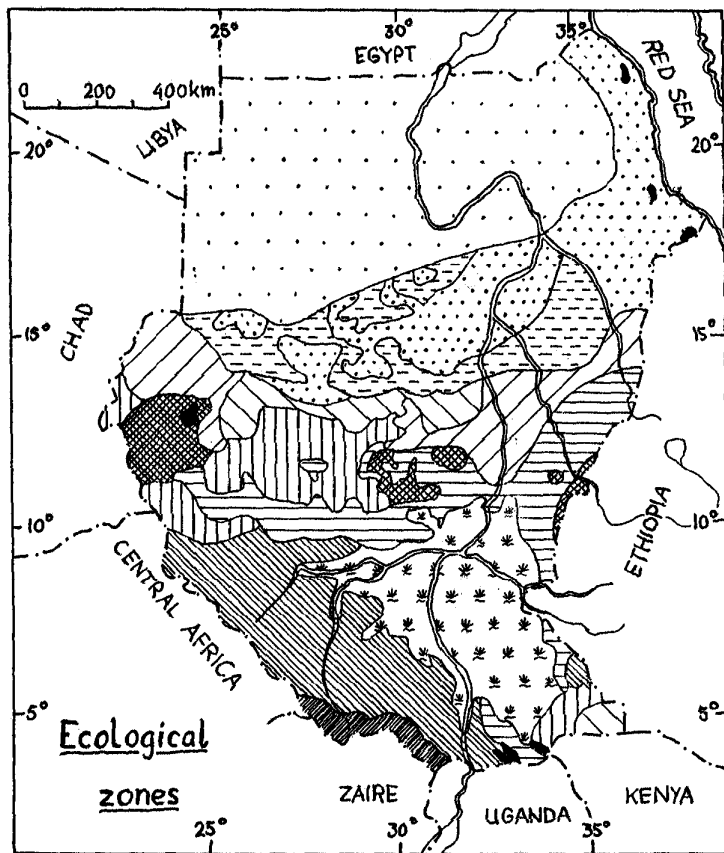 25° 30° 35°
EGYPT
RED SEA
0 200 400km
LIBYA
20° 20°
CHAD
15° 15°
10° 10°
ETHIOPIA
CENTRAL AFRICA
5° 5°
Ecological
zones
ZAIRE
UGANDA
KENYA
25° 30° 35°